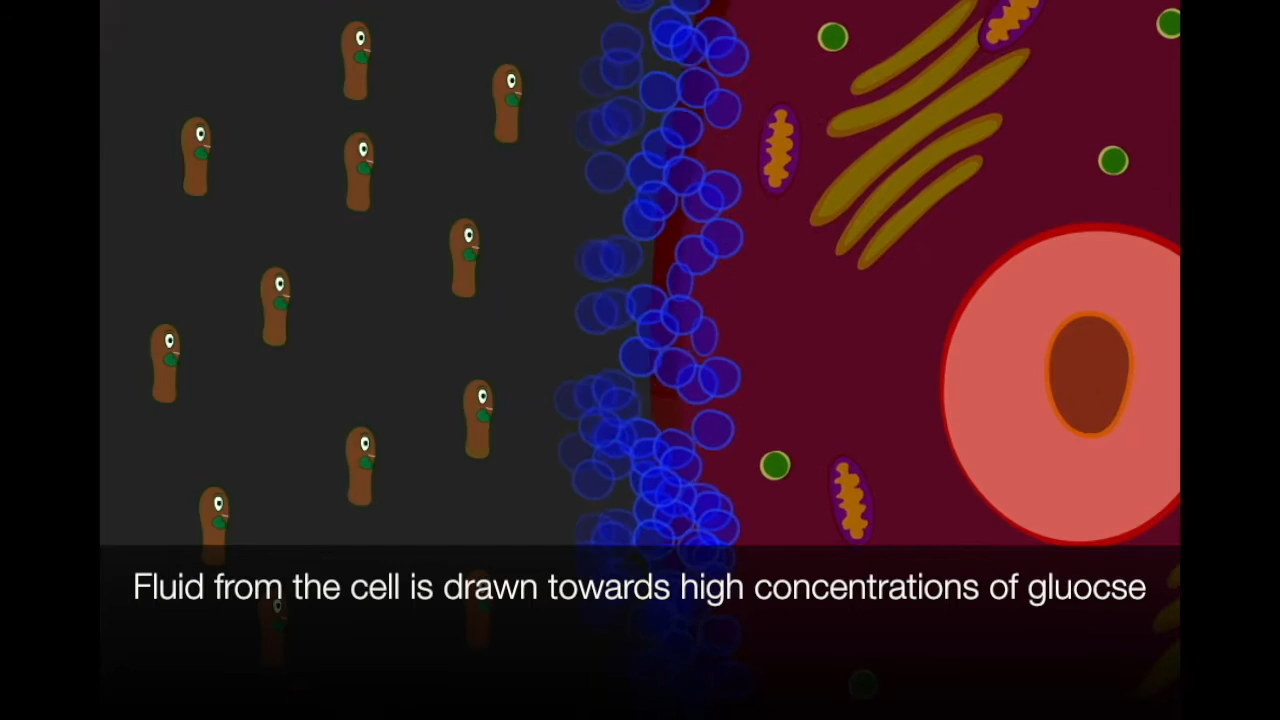 Fluid from the cell is drawn towards high concentrations of gluocse